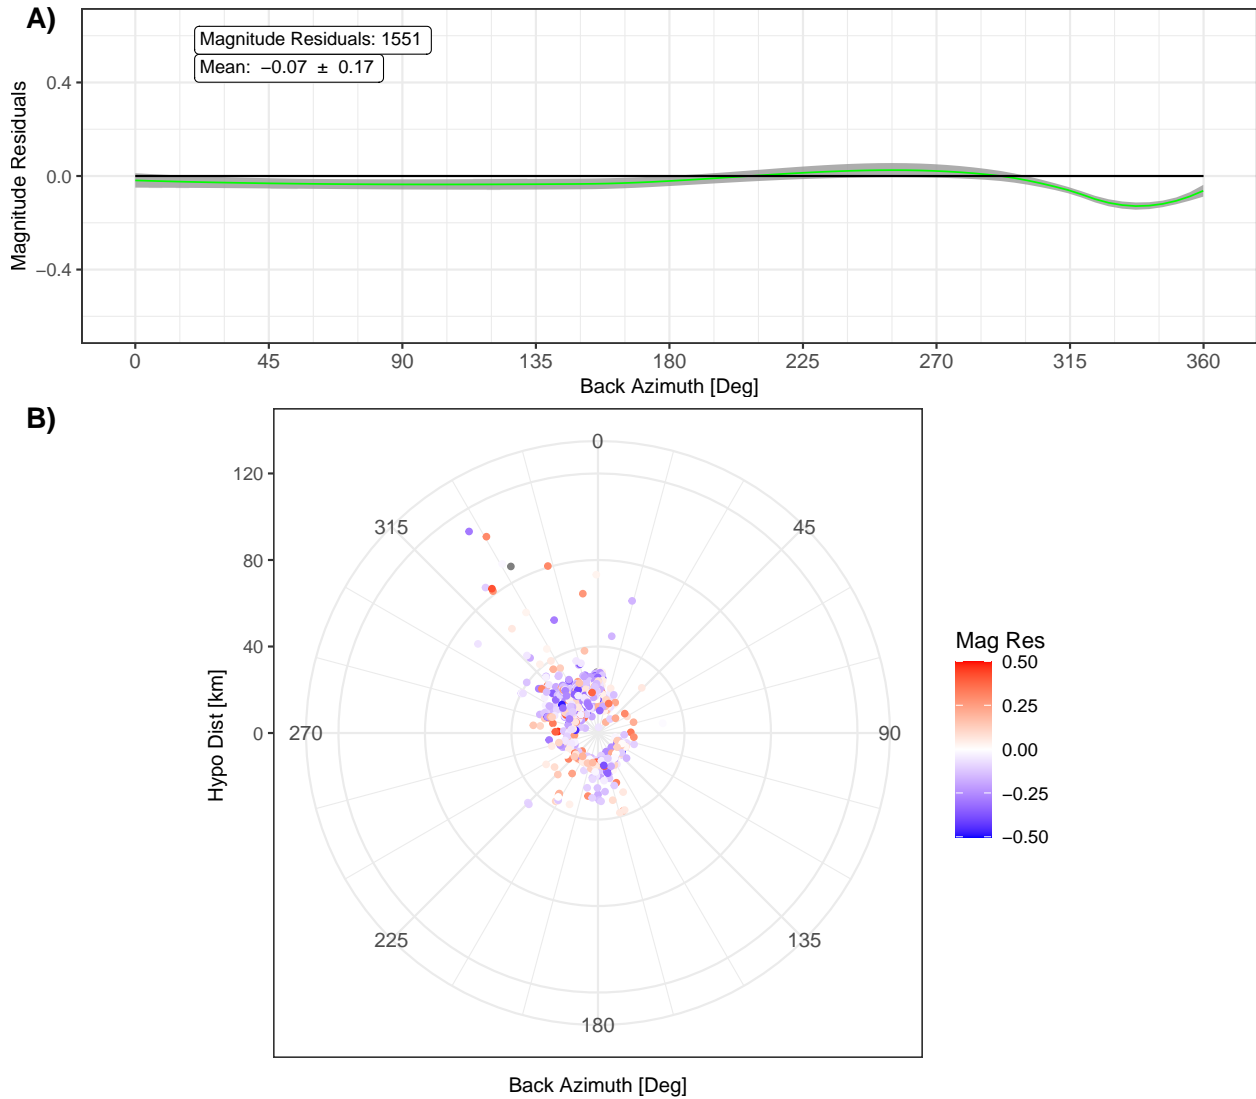 A)
Magnitude Residuals: 1551
Mean: −0.07 ± 0.17
0.4
0.0
−0.4
Magnitude Residuals
0 45 90 135 180 225 270 315 360
Back Azimuth [Deg]
B)
0
45
90
135
180
225
270
315
120
80
40
0
Hypo Dist [km]
Back Azimuth [Deg]
Mag Res
0.50
0.25
0.00
−0.25
−0.50